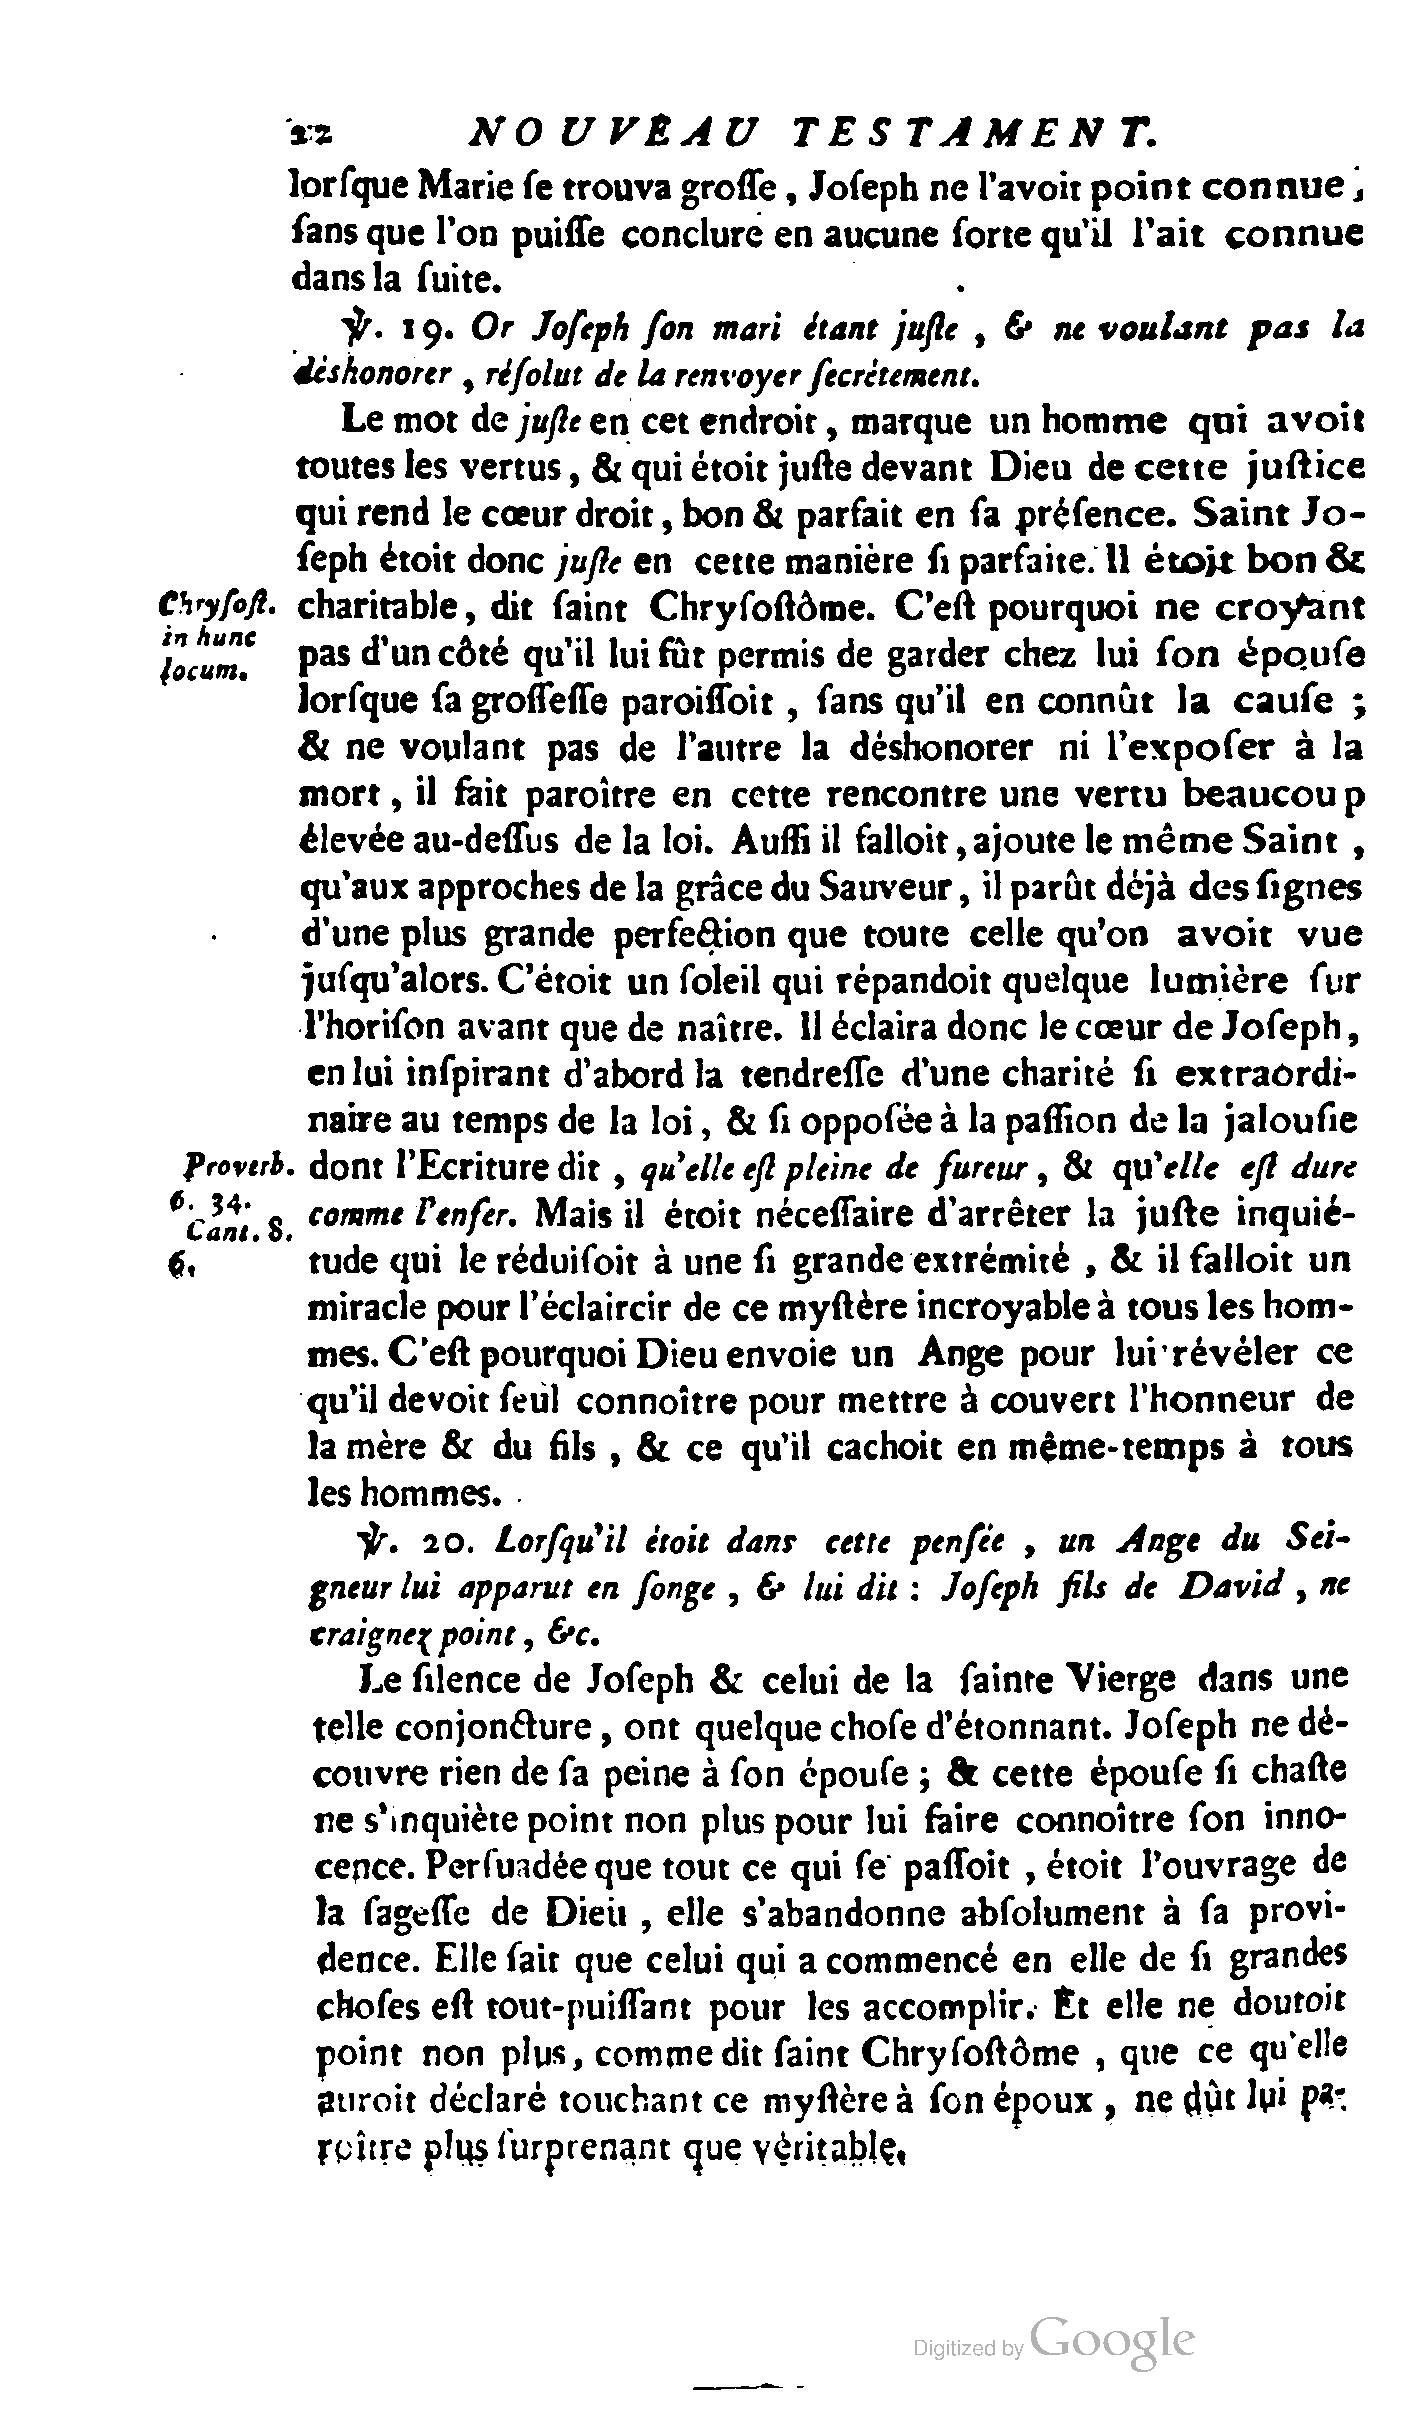 22 NOUVEAU TESTAMENT.
lorſque Marie ſe trouva groſſe, Joſeph ne l'avoit point connue;
ſans que l'on puiſſe conclure en aucune ſorte qu'il l'ait connue
dans la ſuite.
℣. 19. Or Joſeph ſon mari étant juſte, & ne voulant pas la
déshonorer, réſolut de la renvoyer ſecrètement.
Le mot de juſte en cet endroit, marque un homme qui avoit
toutes les vertus, & qui étoit juſte devant Dieu de cette juſtice
qui rend le cœur droit, bon & parfait en ſa préſence. Saint Jo-
ſeph étoit donc juſte en cette manière ſi parfaite. Il étoit bon &
Chryſoſt. charitable, dit ſaint Chryſoſtôme. C'eſt pourquoi ne croyant
in hunc
pas d'un côté qu'il lui fût permis de garder chez lui ſon épouſe
locum.
lorſque ſa groſſeſſe paroiſſoit, ſans qu'il en connût la cauſe;
& ne voulant pas de l'autre la déshonorer ni l'expoſer à la
mort, il fait paroître en cette rencontre une vertu beaucoup
élevée au-deſſus de la loi. Auſſi il falloit, ajoute le même Saint,
qu'aux approches de la grâce du Sauveur, il parût déjà des ſignes
d'une plus grande perfection que toute celle qu'on avoit vue
juſqu'alors. C'étoit un ſoleil qui répandoit quelque lumière ſur
l'horiſon avant que de naître. Il éclaira donc le cœur de Joſeph,
en lui inſpirant d'abord la tendreſſe d'une charité ſi extraordi-
naire au temps de la loi, & ſi oppoſée à la paſſion de la jalouſie
Proverb. dont l'Ecriture dit, qu'elle eſt pleine de fureur, & qu'elle eſt dure
6. 34.
Cant. 8. comme l'enfer. Mais il étoit néceſſaire d'arrêter la juſte inquié-
6. tude qui le réduiſoit à une ſi grande extrémité, & il falloit un
miracle pour l'éclaircir de ce myſtère incroyable à tous les hom-
mes. C'eſt pourquoi Dieu envoie un Ange pour lui révéler ce
qu'il devoit ſeul connoître pour mettre à couvert l'honneur de
la mère & du fils, & ce qu'il cachoit en même-temps à tous
les hommes.
℣. 20. Lorſqu'il étoit dans cette penſée, un Ange du Sei-
gneur lui apparut en ſonge, & lui dit: Joſeph fils de David, ne
craignez point, &c.
Le ſilence de Joſeph & celui de la ſainte Vierge dans une
telle conjoncture, ont quelque choſe d'étonnant. Joſeph ne dé-
couvre rien de ſa peine à ſon épouſe; & cette épouſe ſi chaſte
ne s'inquiète point non plus pour lui faire connoître ſon inno-
cence. Perſuadée que tout ce qui ſe paſſoit, étoit l'ouvrage de
la ſageſſe de Dieu, elle s'abandonne abſolument à ſa provi-
dence. Elle ſait que celui qui a commencé en elle de ſi grandes
choſes eſt tout-puiſſant pour les accomplir. Et elle ne doutoit
point non plus, comme dit ſaint Chryſoſtôme, que ce qu'elle
auroit déclaré touchant ce myſtère à ſon époux, ne dût lui pa-
roître plus ſurprenant que véritable.
Digitized by Google